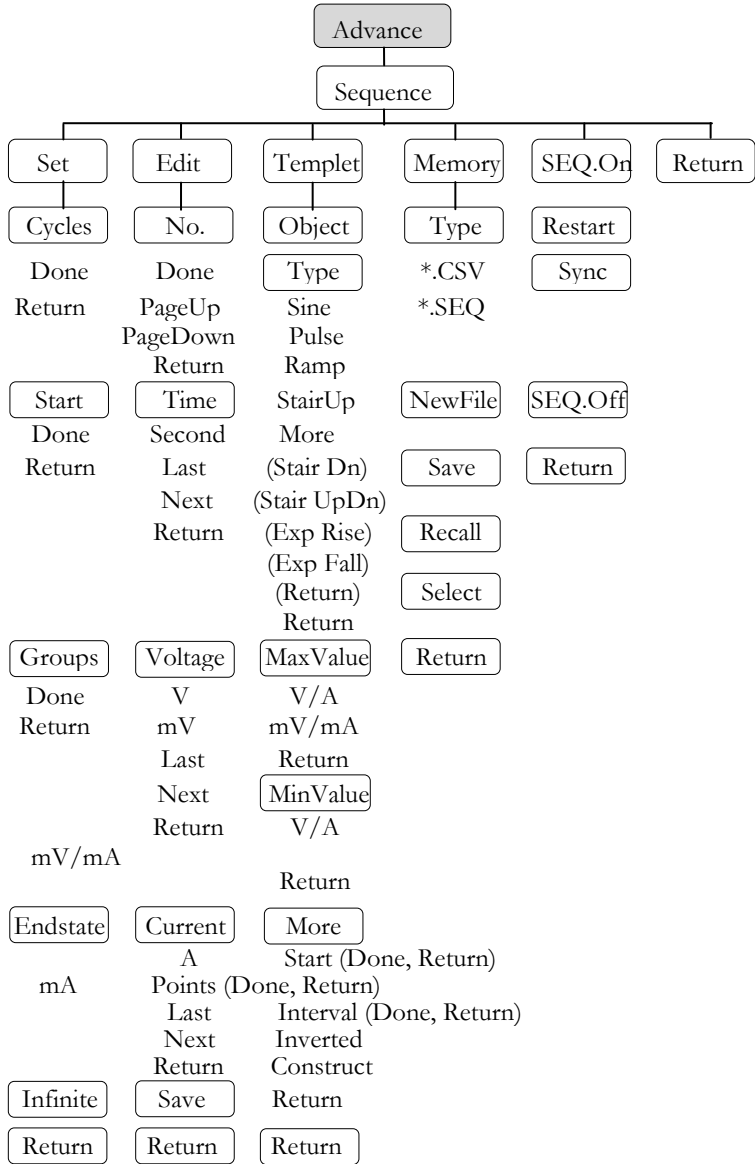 Advance
Sequence
Set Edit Templet Memory SEQ.On Return
Cycles No. Object Type Restart
Done Done Type *.CSV Sync
Return PageUp Sine *.SEQ
PageDown Pulse
Return Ramp
Start Time StairUp NewFile SEQ.Off
Done Second More
Return Last (Stair Dn) Save Return
Next (Stair UpDn)
Return (Exp Rise) Recall
(Exp Fall)
(Return) Select
Return
Groups Voltage MaxValue Return
Done V V/A
Return mV mV/mA
Last Return
Next MinValue
Return V/A
mV/mA
Return
Endstate Current More
A Start (Done, Return)
mA Points (Done, Return)
Last Interval (Done, Return)
Next Inverted
Return Construct
Infinite Save Return
Return Return Return